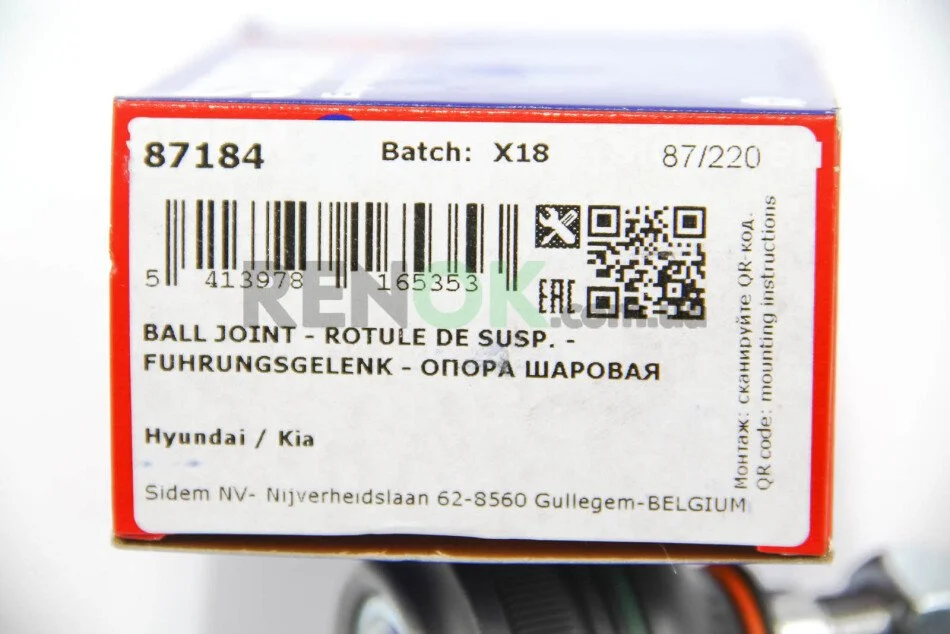 87184 Batch: X18 87/220
5 413978 165353
EAC
BALL JOINT - ROTULE DE SUSP. -
FUHRUNGSGELENK - ОПОРА ШАРОВАЯ
Hyundai / Kia
Sidem NV- Nijverheidslaan 62-8560 Gullegem-BELGIUM
Монтаж: сканируйте QR-код.
QR code: mounting instructions
RENOK.com.ua